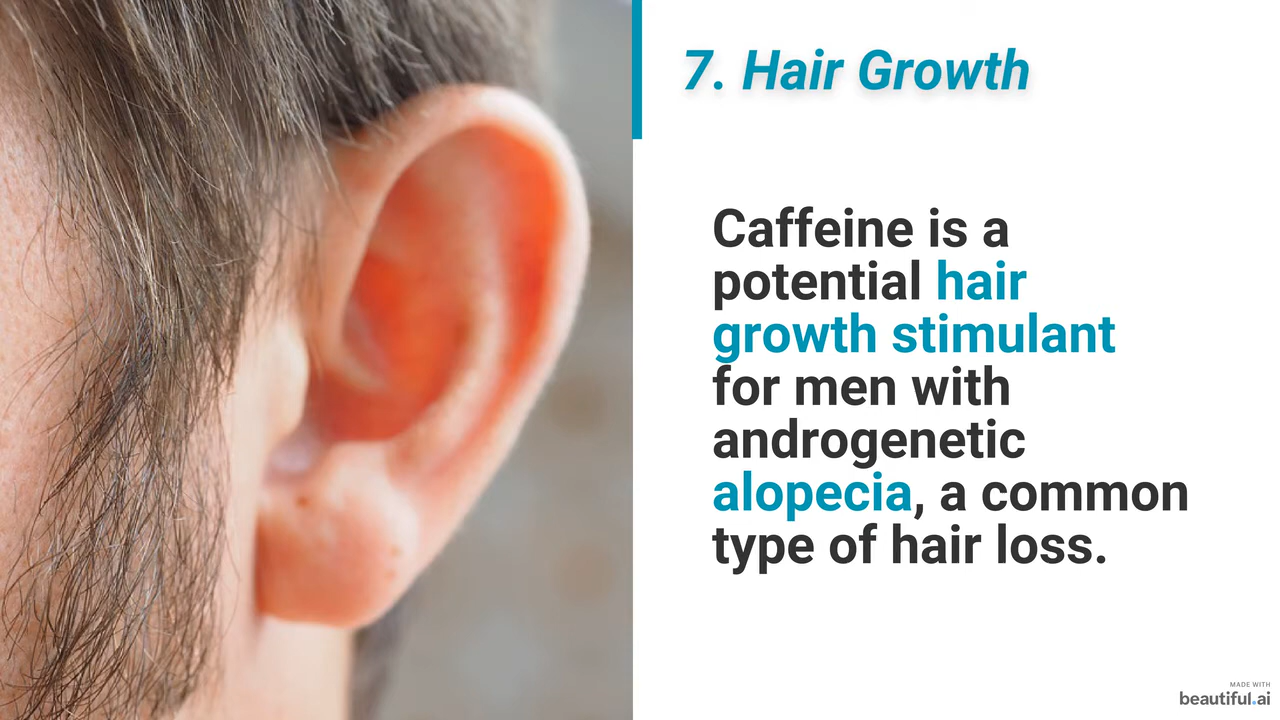 7. Hair Growth
Caffeine is a
potential hair
growth stimulant
for men with
androgenetic
alopecia, a common
type of hair loss.
MADE WITH
beautiful.ai